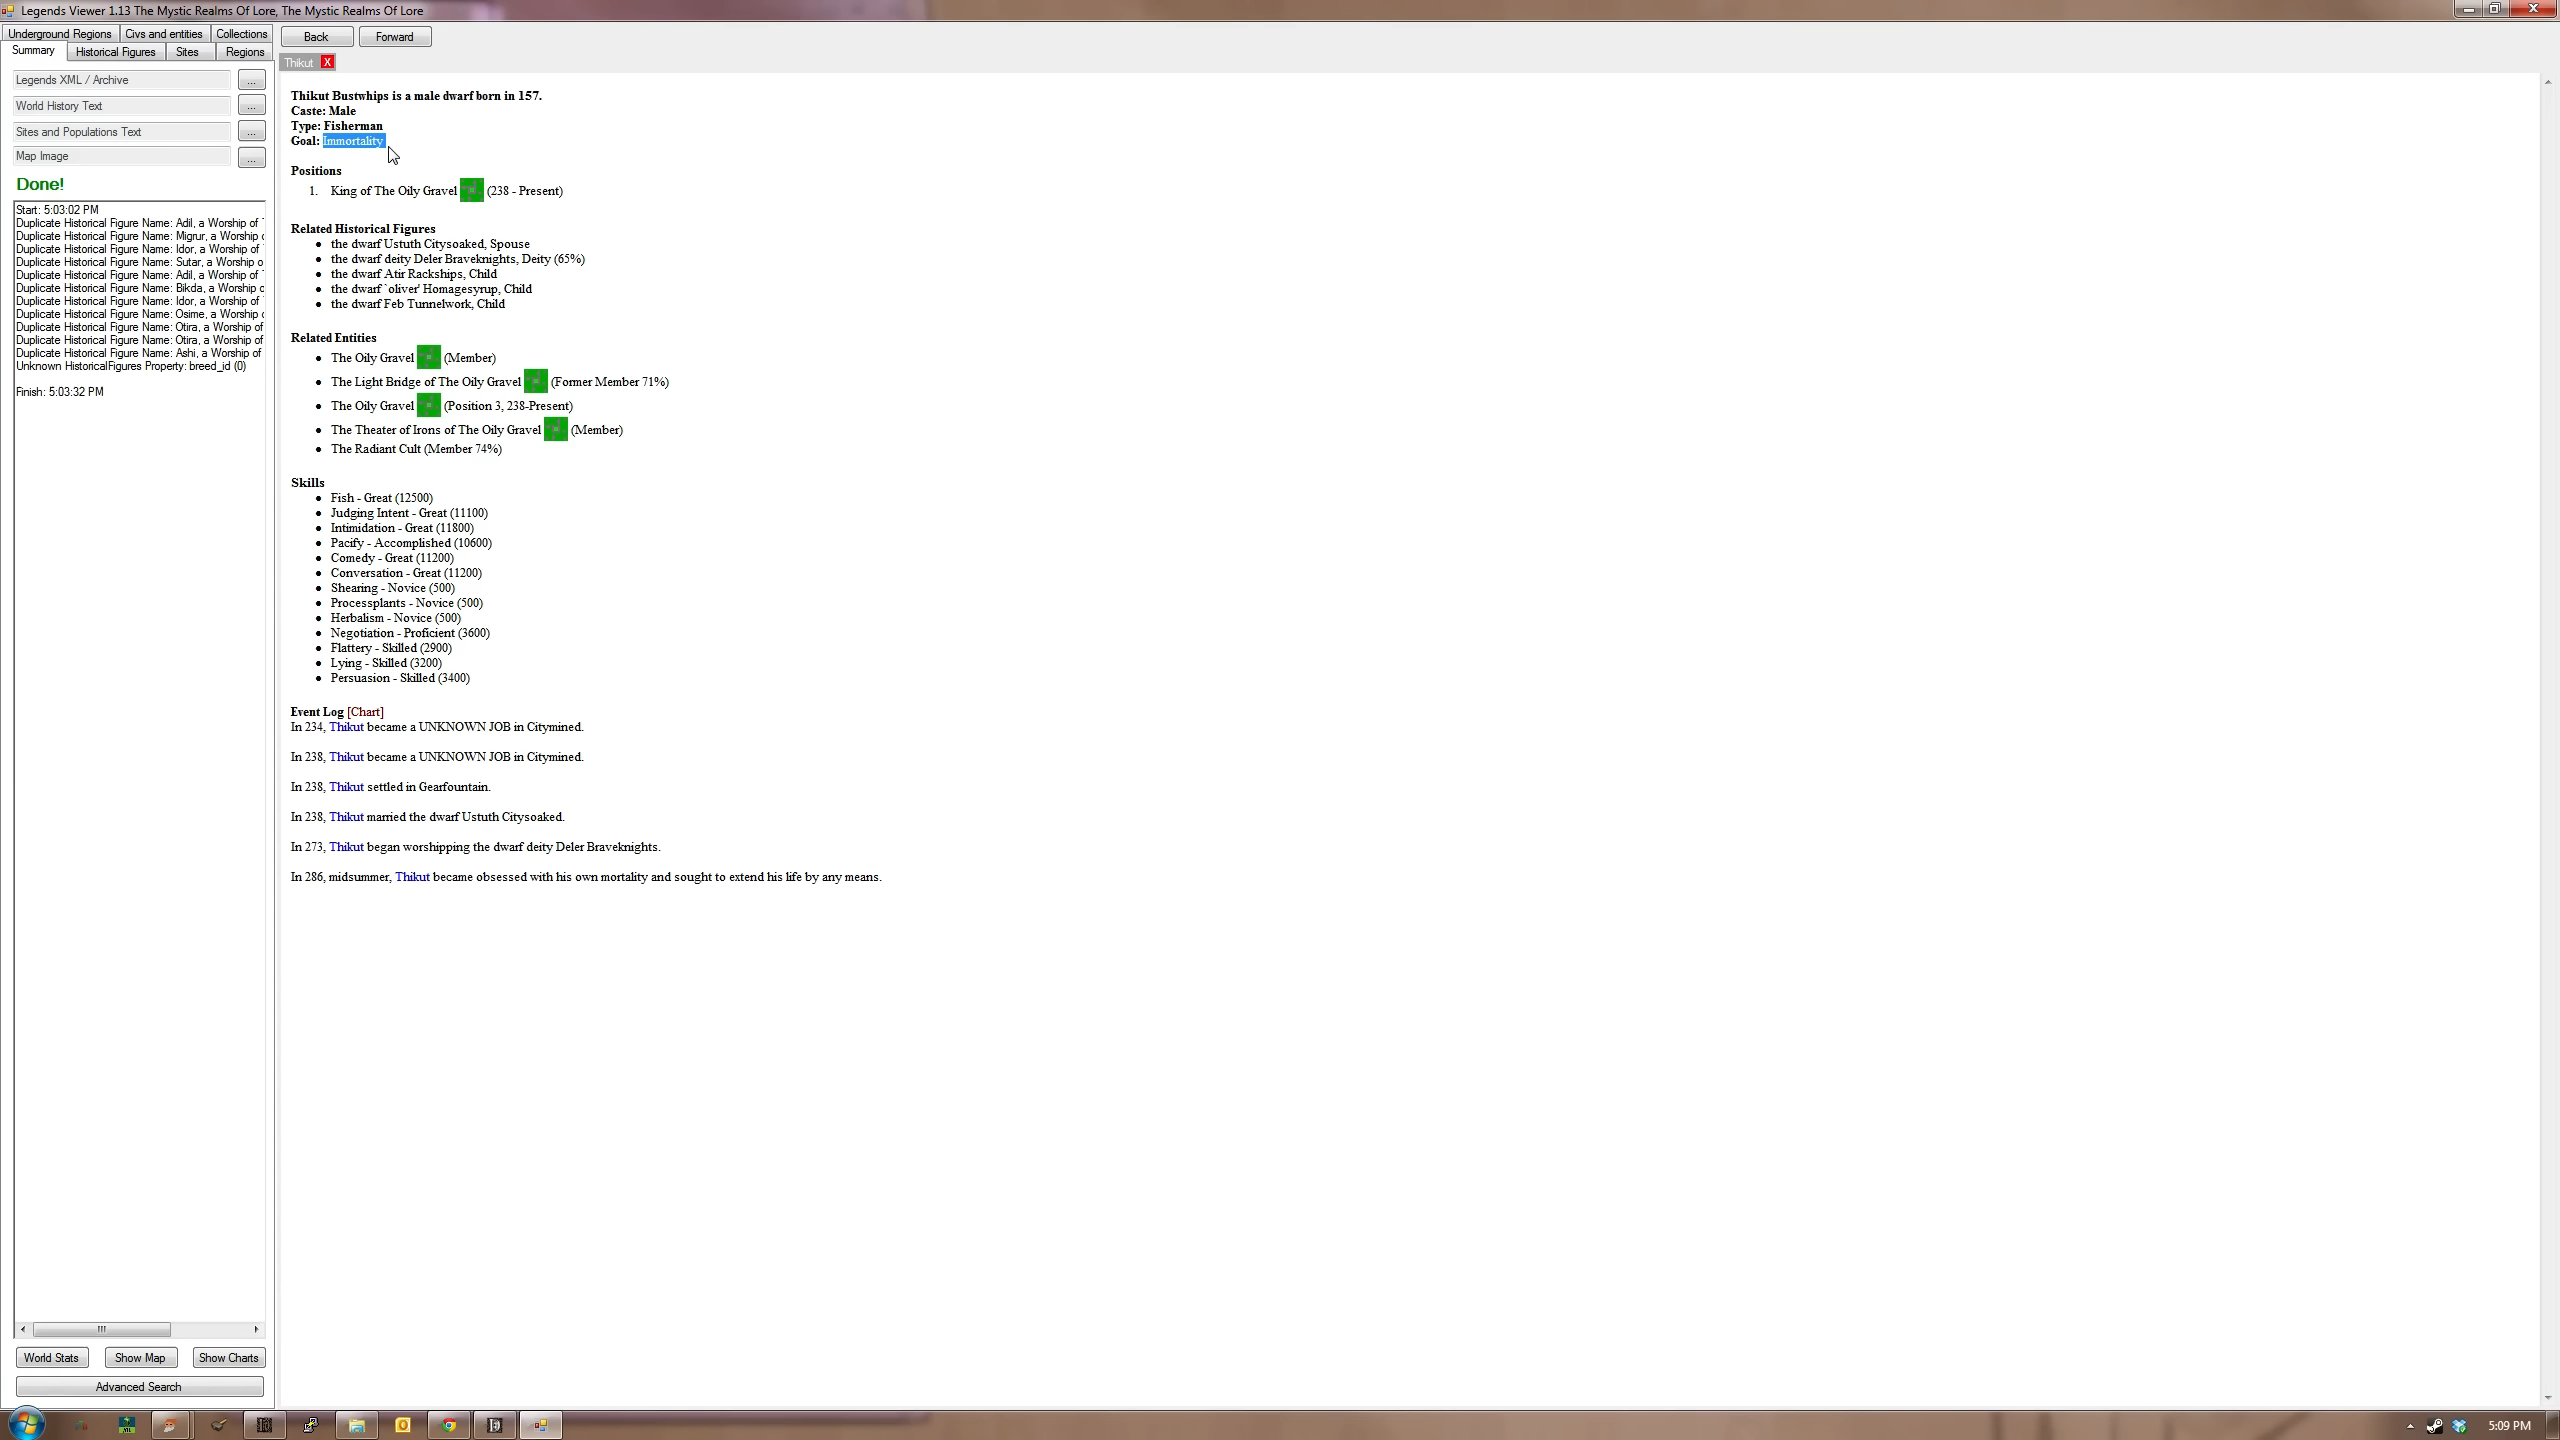 Legends Viewer 1.13 The Mystic Realms Of Lore, The Mystic Realms Of Lore
Underground Regions Civs and entities Collections
Summary Historical Figures Sites Regions
Back Forward
Thikut X
Legends XML / Archive ...
World History Text ...
Sites and Populations Text ...
Map Image ...
Done!
Start: 5:03:02 PM
Duplicate Historical Figure Name: Adil, a Worship of
Duplicate Historical Figure Name: Migrur, a Worship
Duplicate Historical Figure Name: Idor, a Worship of
Duplicate Historical Figure Name: Sutar, a Worship o
Duplicate Historical Figure Name: Adil, a Worship of
Duplicate Historical Figure Name: Bikda, a Worship
Duplicate Historical Figure Name: Idor, a Worship of
Duplicate Historical Figure Name: Osime, a Worship
Duplicate Historical Figure Name: Otira, a Worship of
Duplicate Historical Figure Name: Otira, a Worship of
Duplicate Historical Figure Name: Ashi, a Worship of
Unknown HistoricalFigures Property: breed_id (0)
Finish: 5:03:32 PM
World Stats Show Map Show Charts
Advanced Search
Thikut Bustwhips is a male dwarf born in 157.
Caste: Male
Type: Fisherman
Goal: Immortality
Positions
1. King of The Oily Gravel (238 - Present)
Related Historical Figures
• the dwarf Ustuth Citysoaked, Spouse
• the dwarf deity Deler Braveknights, Deity (65%)
• the dwarf Atir Rackships, Child
• the dwarf `oliver' Homagesyrup, Child
• the dwarf Feb Tunnelwork, Child
Related Entities
• The Oily Gravel (Member)
• The Light Bridge of The Oily Gravel (Former Member 71%)
• The Oily Gravel (Position 3, 238-Present)
• The Theater of Irons of The Oily Gravel (Member)
• The Radiant Cult (Member 74%)
Skills
• Fish - Great (12500)
• Judging Intent - Great (11100)
• Intimidation - Great (11800)
• Pacify - Accomplished (10600)
• Comedy - Great (11200)
• Conversation - Great (11200)
• Shearing - Novice (500)
• Processplants - Novice (500)
• Herbalism - Novice (500)
• Negotiation - Proficient (3600)
• Flattery - Skilled (2900)
• Lying - Skilled (3200)
• Persuasion - Skilled (3400)
Event Log [Chart]
In 234, Thikut became a UNKNOWN JOB in Citymined.
In 238, Thikut became a UNKNOWN JOB in Citymined.
In 238, Thikut settled in Gearfountain.
In 238, Thikut married the dwarf Ustuth Citysoaked.
In 273, Thikut began worshipping the dwarf deity Deler Braveknights.
In 286, midsummer, Thikut became obsessed with his own mortality and sought to extend his life by any means.
5:09 PM